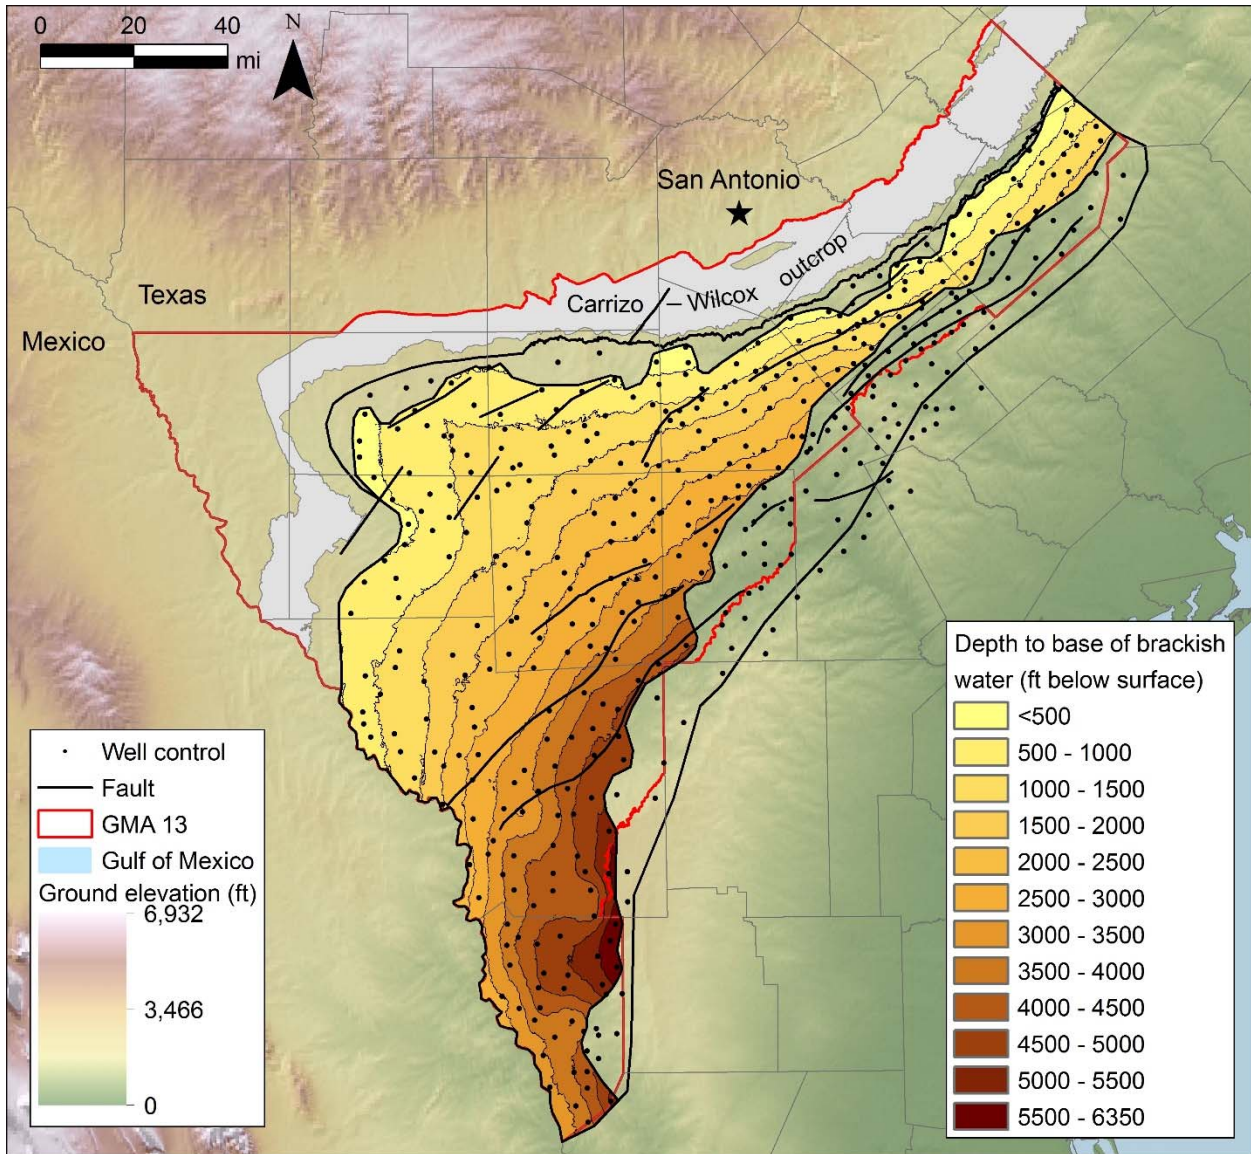 0 20 40
mi
N
San Antonio
Texas
Mexico
Carrizo – Wilcox outcrop
Well control
Fault
GMA 13
Gulf of Mexico
Ground elevation (ft)
6,932
3,466
0
Depth to base of brackish
water (ft below surface)
<500
500 - 1000
1000 - 1500
1500 - 2000
2000 - 2500
2500 - 3000
3000 - 3500
3500 - 4000
4000 - 4500
4500 - 5000
5000 - 5500
5500 - 6350